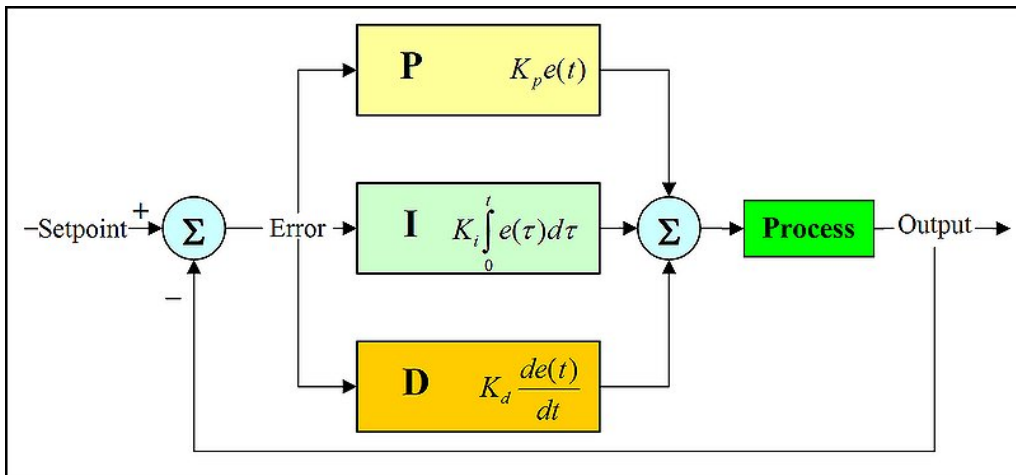 P K_p e(t)
Setpoint + Σ Error I K_i ∫_0^t e(τ)dτ Σ Process Output
−
D K_d de(t)/dt